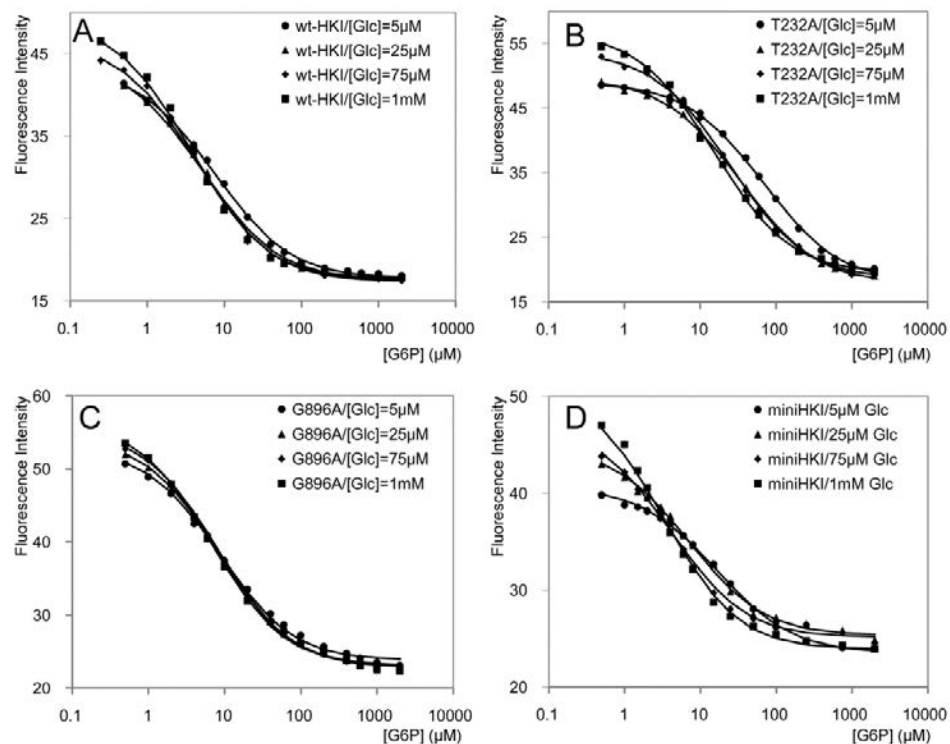 A
wt-HKI/[Glc]=5μM
wt-HKI/[Glc]=25μM
wt-HKI/[Glc]=75μM
wt-HKI/[Glc]=1mM
Fluorescence Intensity
45
35
25
15
0.1 1 10 100 1000 10000
[G6P] (μM)
B
T232A/[Glc]=5μM
T232A/[Glc]=25μM
T232A/[Glc]=75μM
T232A/[Glc]=1mM
Fluorescence Intensity
55
45
35
25
15
0.1 1 10 100 1000 10000
[G6P] (μM)
C
G896A/[Glc]=5μM
G896A/[Glc]=25μM
G896A/[Glc]=75μM
G896A/[Glc]=1mM
Fluorescence Intensity
60
50
40
30
20
0.1 1 10 100 1000 10000
[G6P] (μM)
D
miniHKI/5μM Glc
miniHKI/25μM Glc
miniHKI/75μM Glc
miniHKI/1mM Glc
Fluorescence Intensity
50
40
30
20
0.1 1 10 100 1000 10000
[G6P] (μM)